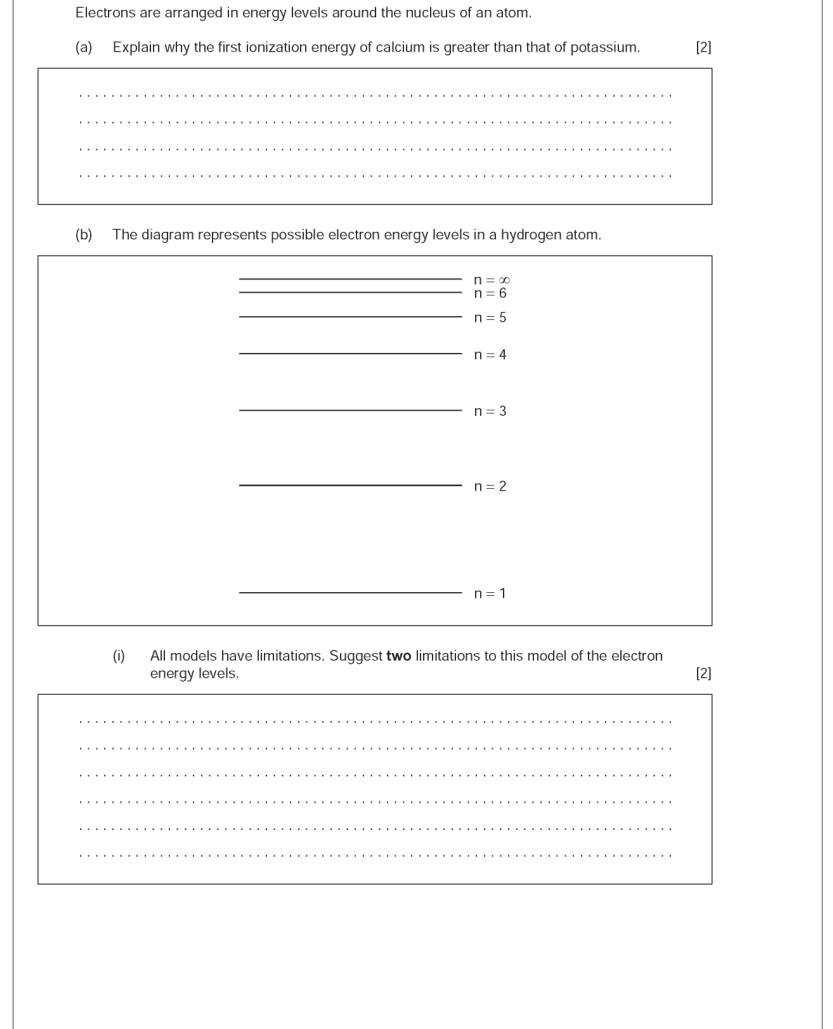 Electrons are arranged in energy levels around the nucleus of an atom.
(a) Explain why the first ionization energy of calcium is greater than that of potassium. [2]
(b) The diagram represents possible electron energy levels in a hydrogen atom.
n = ∞
n = 6
n = 5
n = 4
n = 3
n = 2
n = 1
(i) All models have limitations. Suggest two limitations to this model of the electron
energy levels. [2]